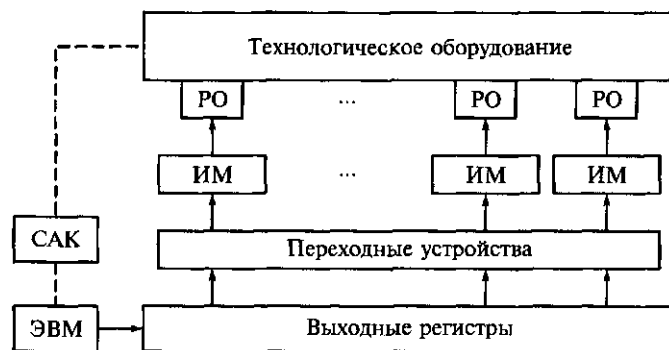 Технологическое оборудование
РО ... РО РО
ИМ ... ИМ ИМ
САК
Переходные устройства
ЭВМ
Выходные регистры